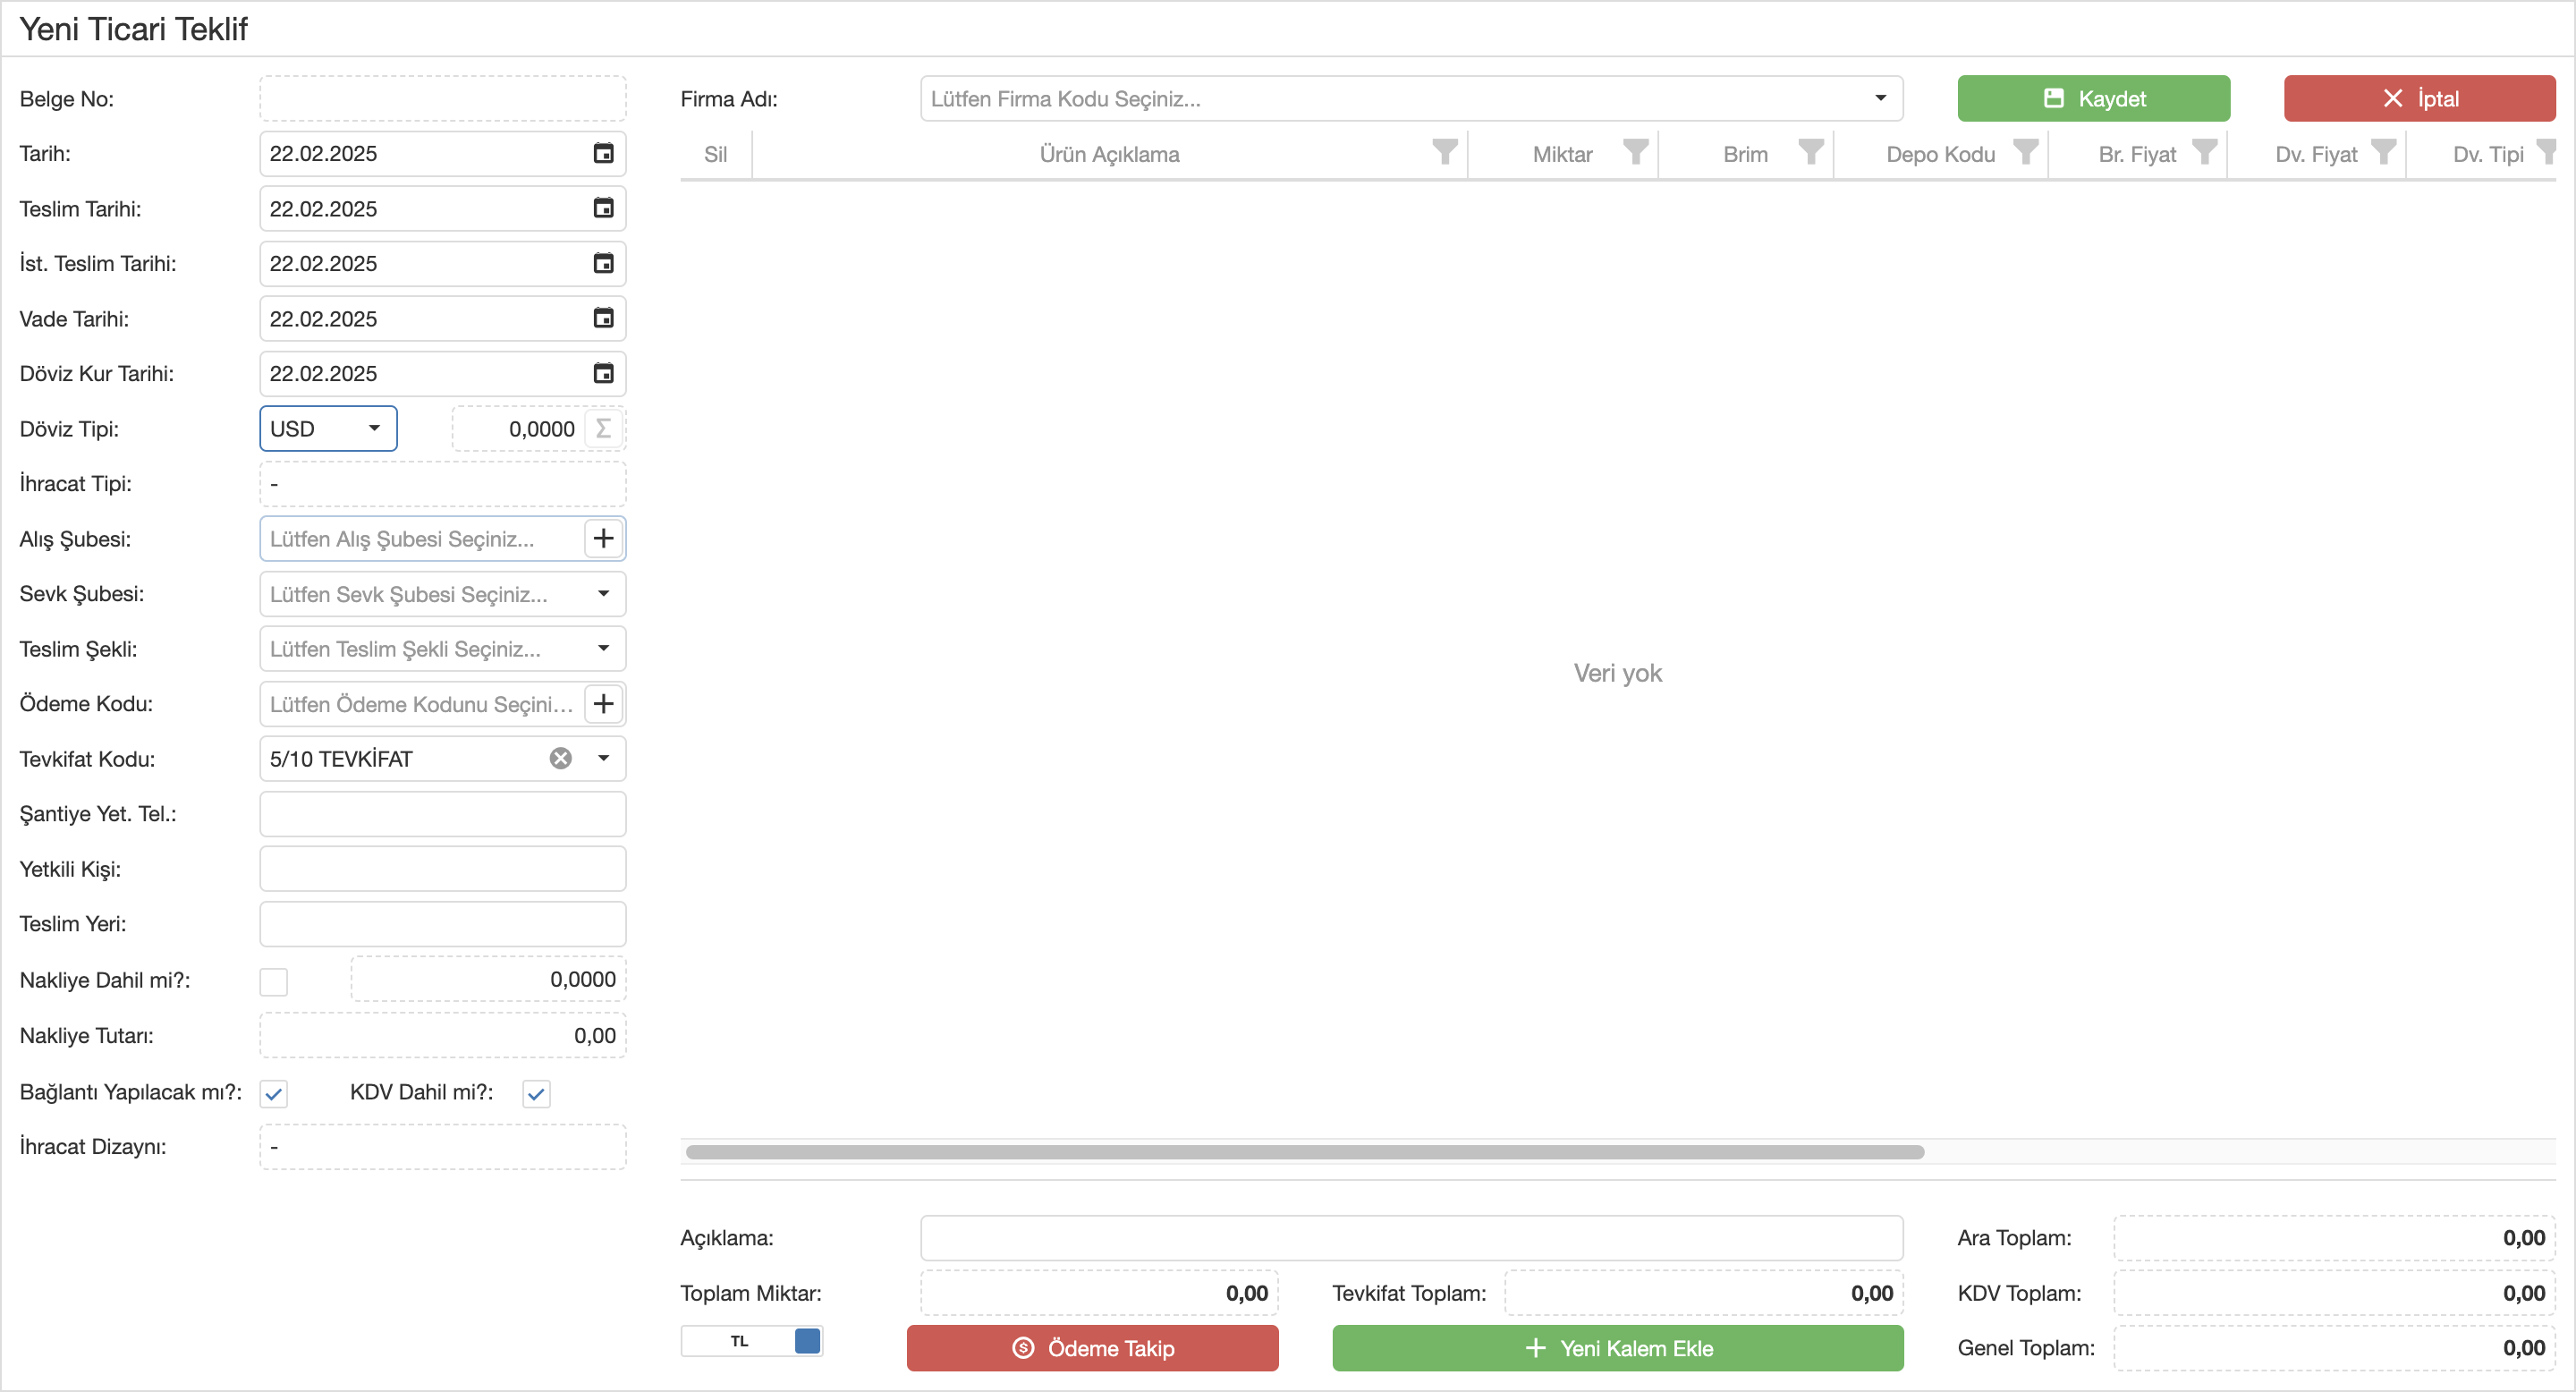 Yeni Ticari Teklif
Belge No:
Tarih: 22.02.2025
Teslim Tarihi: 22.02.2025
İst. Teslim Tarihi: 22.02.2025
Vade Tarihi: 22.02.2025
Döviz Kur Tarihi: 22.02.2025
Döviz Tipi: USD 0,0000 Σ
İhracat Tipi: -
Alış Şubesi: Lütfen Alış Şubesi Seçiniz...
Sevk Şubesi: Lütfen Sevk Şubesi Seçiniz...
Teslim Şekli: Lütfen Teslim Şekli Seçiniz...
Ödeme Kodu: Lütfen Ödeme Kodunu Seçini...
Tevkifat Kodu: 5/10 TEVKİFAT
Şantiye Yet. Tel.:
Yetkili Kişi:
Teslim Yeri:
Nakliye Dahil mi?: 0,0000
Nakliye Tutarı: 0,00
Bağlantı Yapılacak mı?: KDV Dahil mi?:
İhracat Dizaynı: -
Firma Adı: Lütfen Firma Kodu Seçiniz... Kaydet İptal
Sil Ürün Açıklama Miktar Brim Depo Kodu Br. Fiyat Dv. Fiyat Dv. Tipi
Veri yok
Açıklama: Ara Toplam: 0,00
Toplam Miktar: 0,00 Tevkifat Toplam: 0,00 KDV Toplam: 0,00
TL Ödeme Takip Yeni Kalem Ekle Genel Toplam: 0,00